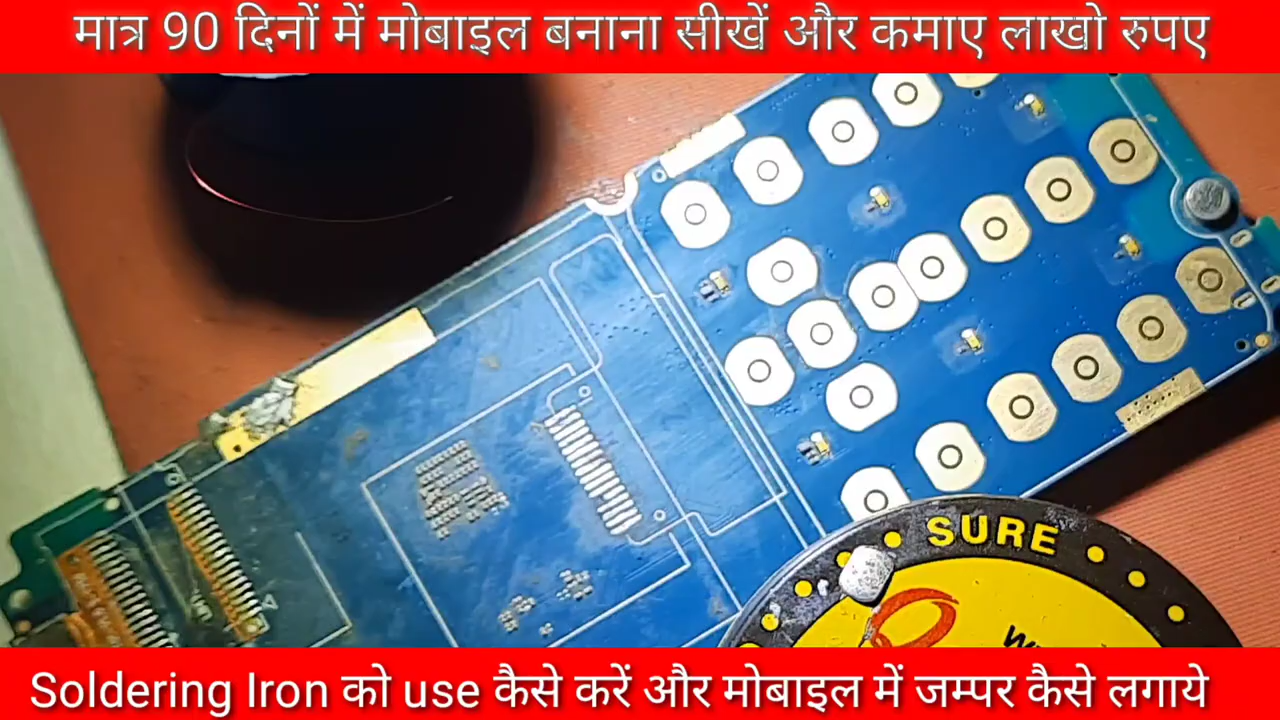 मात्र 90 दिनों में मोबाइल बनाना सीखें और कमाए लाखो रुपए
SURE
Soldering Iron को use कैसे करें और मोबाइल में जम्पर कैसे लगाये